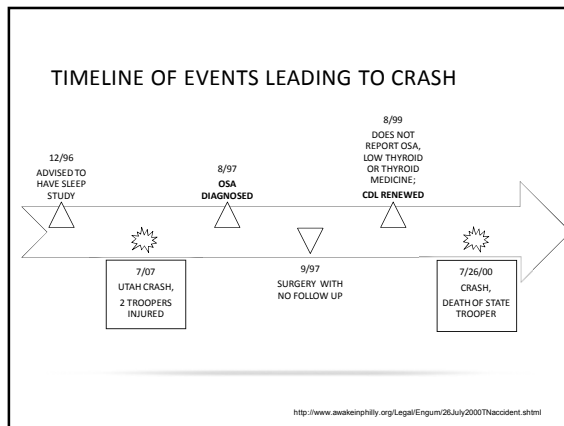 TIMELINE OF EVENTS LEADING TO CRASH
12/96
ADVISED TO
HAVE SLEEP
STUDY
7/07
UTAH CRASH,
2 TROOPERS
INJURED
8/97
OSA
DIAGNOSED
9/97
SURGERY WITH
NO FOLLOW UP
8/99
DOES NOT
REPORT OSA,
LOW THYROID
OR THYROID
MEDICINE;
CDL RENEWED
7/26/00
CRASH,
DEATH OF STATE
TROOPER
http://www.awakeinphilly.org/Legal/Engum/26July2000TNaccident.shtml